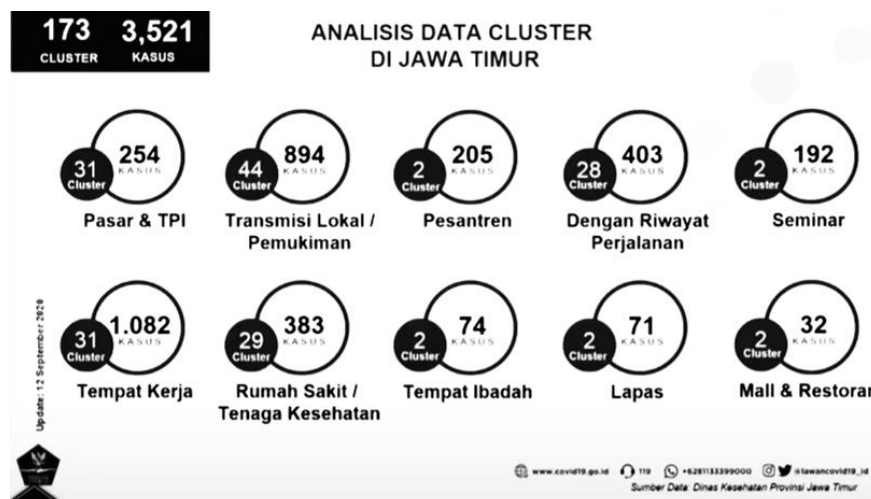 173 3,521
CLUSTER KASUS
ANALISIS DATA CLUSTER
DI JAWA TIMUR
31
Cluster
254
KASUS
Pasar & TPI
44
Cluster
894
KASUS
Transmisi Lokal /
Pemukiman
2
Cluster
205
KASUS
Pesantren
28
Cluster
403
KASUS
Dengan Riwayat
Perjalanan
2
Cluster
192
KASUS
Seminar
31
Cluster
1.082
KASUS
Tempat Kerja
29
Cluster
383
KASUS
Rumah Sakit /
Tenaga Kesehatan
2
Cluster
74
KASUS
Tempat Ibadah
2
Cluster
71
KASUS
Lapas
2
Cluster
32
KASUS
Mall & Restoran
Update: 12 September 2020
www.covid19.go.id 119 +6281133399000 @lawancovid19_id
Sumber Data: Dinas Kesehatan Provinsi Jawa Timur